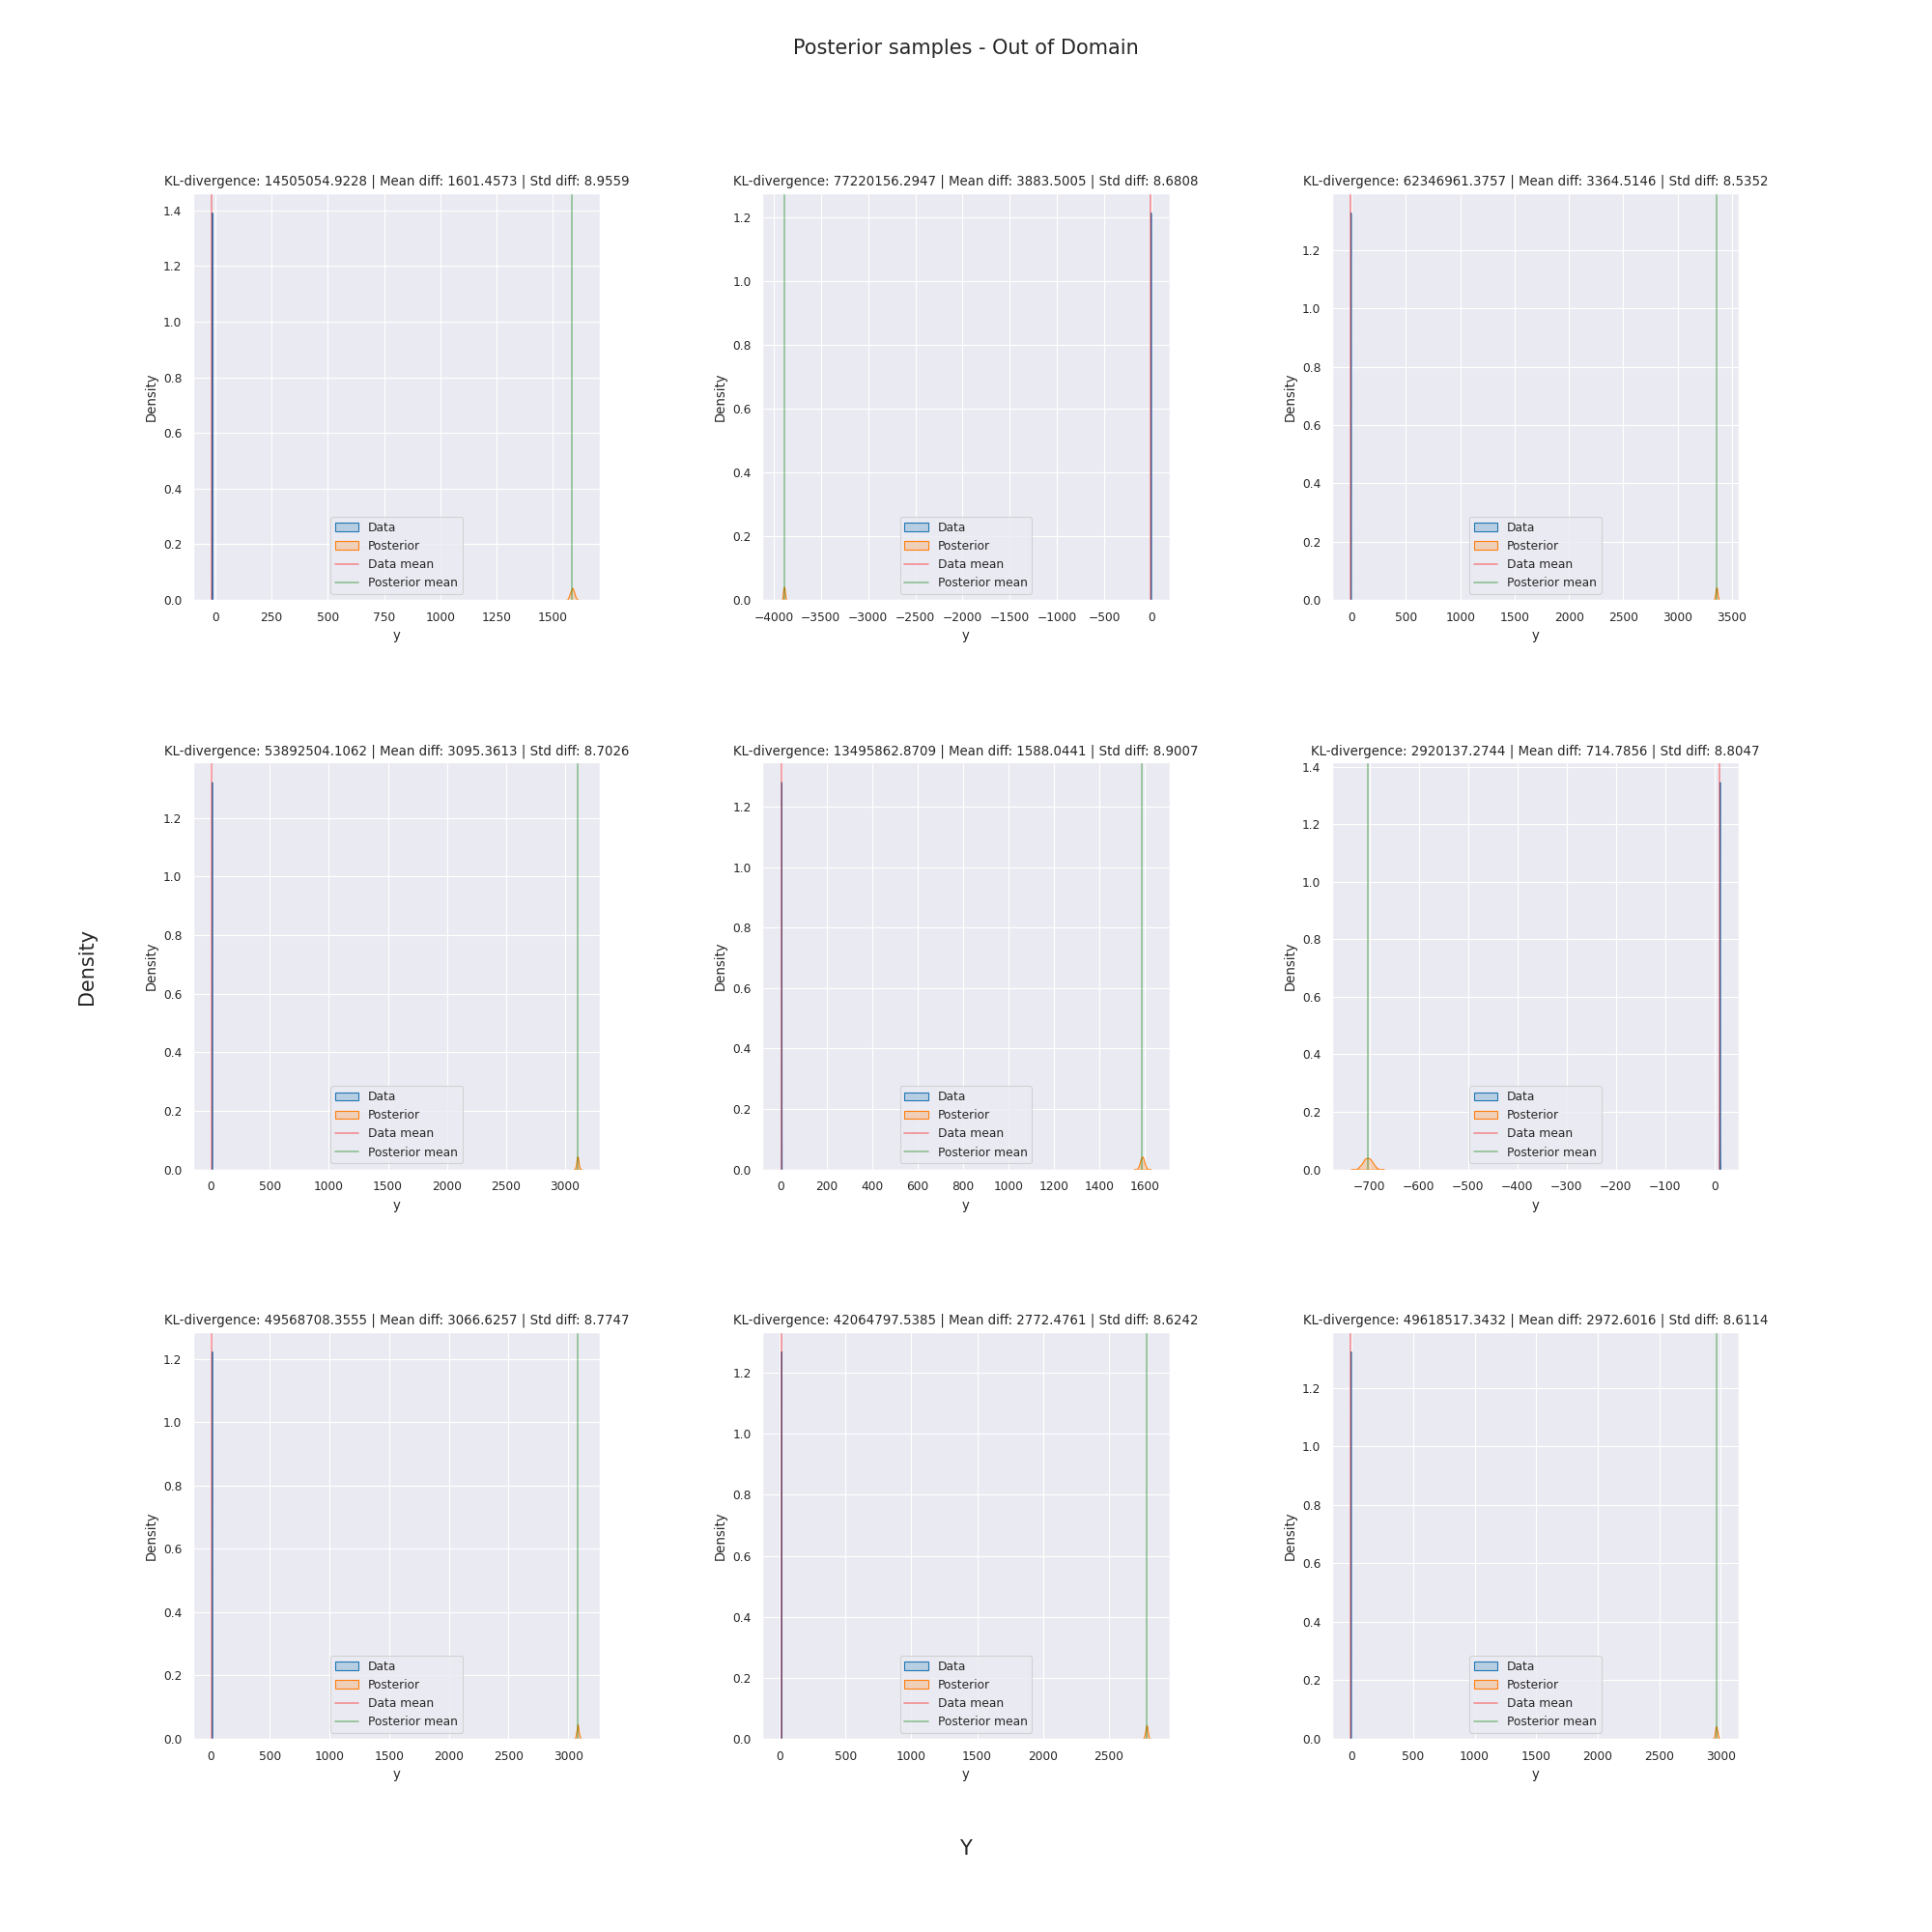 Posterior samples - Out of Domain
KL-divergence: 14505054.9228 | Mean diff: 1601.4573 | Std diff: 8.9559
1.4
1.2
1.0
0.8
0.6
0.4
0.2
0.0
Density
Data
Posterior
Data mean
Posterior mean
0 250 500 750 1000 1250 1500
y
KL-divergence: 77220156.2947 | Mean diff: 3883.5005 | Std diff: 8.6808
1.2
1.0
0.8
0.6
0.4
0.2
0.0
Density
Data
Posterior
Data mean
Posterior mean
−4000 −3500 −3000 −2500 −2000 −1500 −1000 −500 0
y
KL-divergence: 62346961.3757 | Mean diff: 3364.5146 | Std diff: 8.5352
1.2
1.0
0.8
0.6
0.4
0.2
0.0
Density
Data
Posterior
Data mean
Posterior mean
0 500 1000 1500 2000 2500 3000 3500
y
KL-divergence: 53892504.1062 | Mean diff: 3095.3613 | Std diff: 8.7026
1.2
1.0
0.8
0.6
0.4
0.2
0.0
Density
Data
Posterior
Data mean
Posterior mean
0 500 1000 1500 2000 2500 3000
y
KL-divergence: 13495862.8709 | Mean diff: 1588.0441 | Std diff: 8.9007
1.2
1.0
0.8
0.6
0.4
0.2
0.0
Density
Data
Posterior
Data mean
Posterior mean
0 200 400 600 800 1000 1200 1400 1600
y
KL-divergence: 2920137.2744 | Mean diff: 714.7856 | Std diff: 8.8047
1.4
1.2
1.0
0.8
0.6
0.4
0.2
0.0
Density
Data
Posterior
Data mean
Posterior mean
−700 −600 −500 −400 −300 −200 −100 0
y
Density
KL-divergence: 49568708.3555 | Mean diff: 3066.6257 | Std diff: 8.7747
1.2
1.0
0.8
0.6
0.4
0.2
0.0
Density
Data
Posterior
Data mean
Posterior mean
0 500 1000 1500 2000 2500 3000
y
KL-divergence: 42064797.5385 | Mean diff: 2772.4761 | Std diff: 8.6242
1.2
1.0
0.8
0.6
0.4
0.2
0.0
Density
Data
Posterior
Data mean
Posterior mean
0 500 1000 1500 2000 2500
y
KL-divergence: 49618517.3432 | Mean diff: 2972.6016 | Std diff: 8.6114
1.2
1.0
0.8
0.6
0.4
0.2
0.0
Density
Data
Posterior
Data mean
Posterior mean
0 500 1000 1500 2000 2500 3000
y
Y